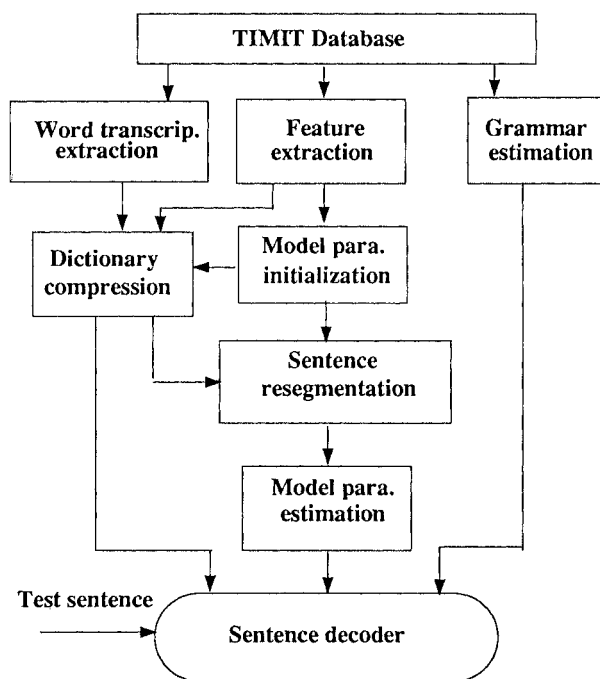 TIMIT Database
Word transcrip.
extraction
Feature
extraction
Grammar
estimation
Dictionary
compression
Model para.
initialization
Sentence
resegmentation
Model para.
estimation
Test sentence
Sentence decoder